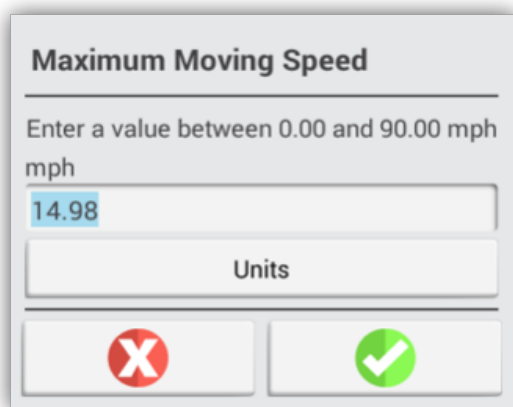 Maximum Moving Speed
Enter a value between 0.00 and 90.00 mph
mph
14.98
Units